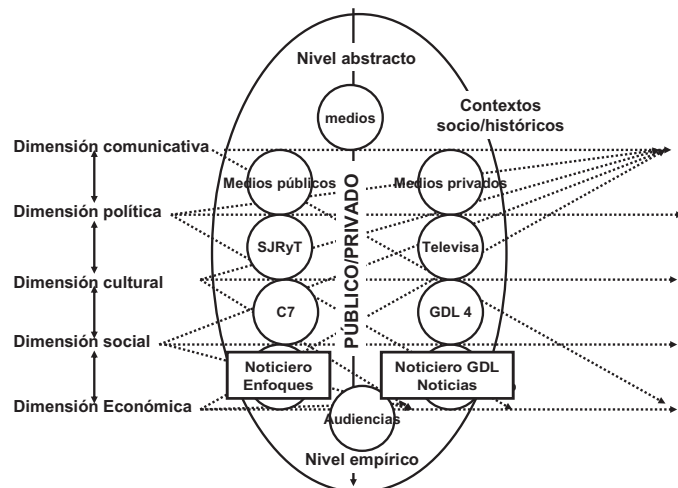 Nivel abstracto
medios
Contextos
socio/históricos
Dimensión comunicativa
Medios públicos
Medios privados
Dimensión política
SJRyT
Televisa
PÚBLICO/PRIVADO
Dimensión cultural
C7
GDL 4
Dimensión social
Noticiero
Enfoques
Noticiero GDL
Noticias
Dimensión Económica
Audiencias
Nivel empírico